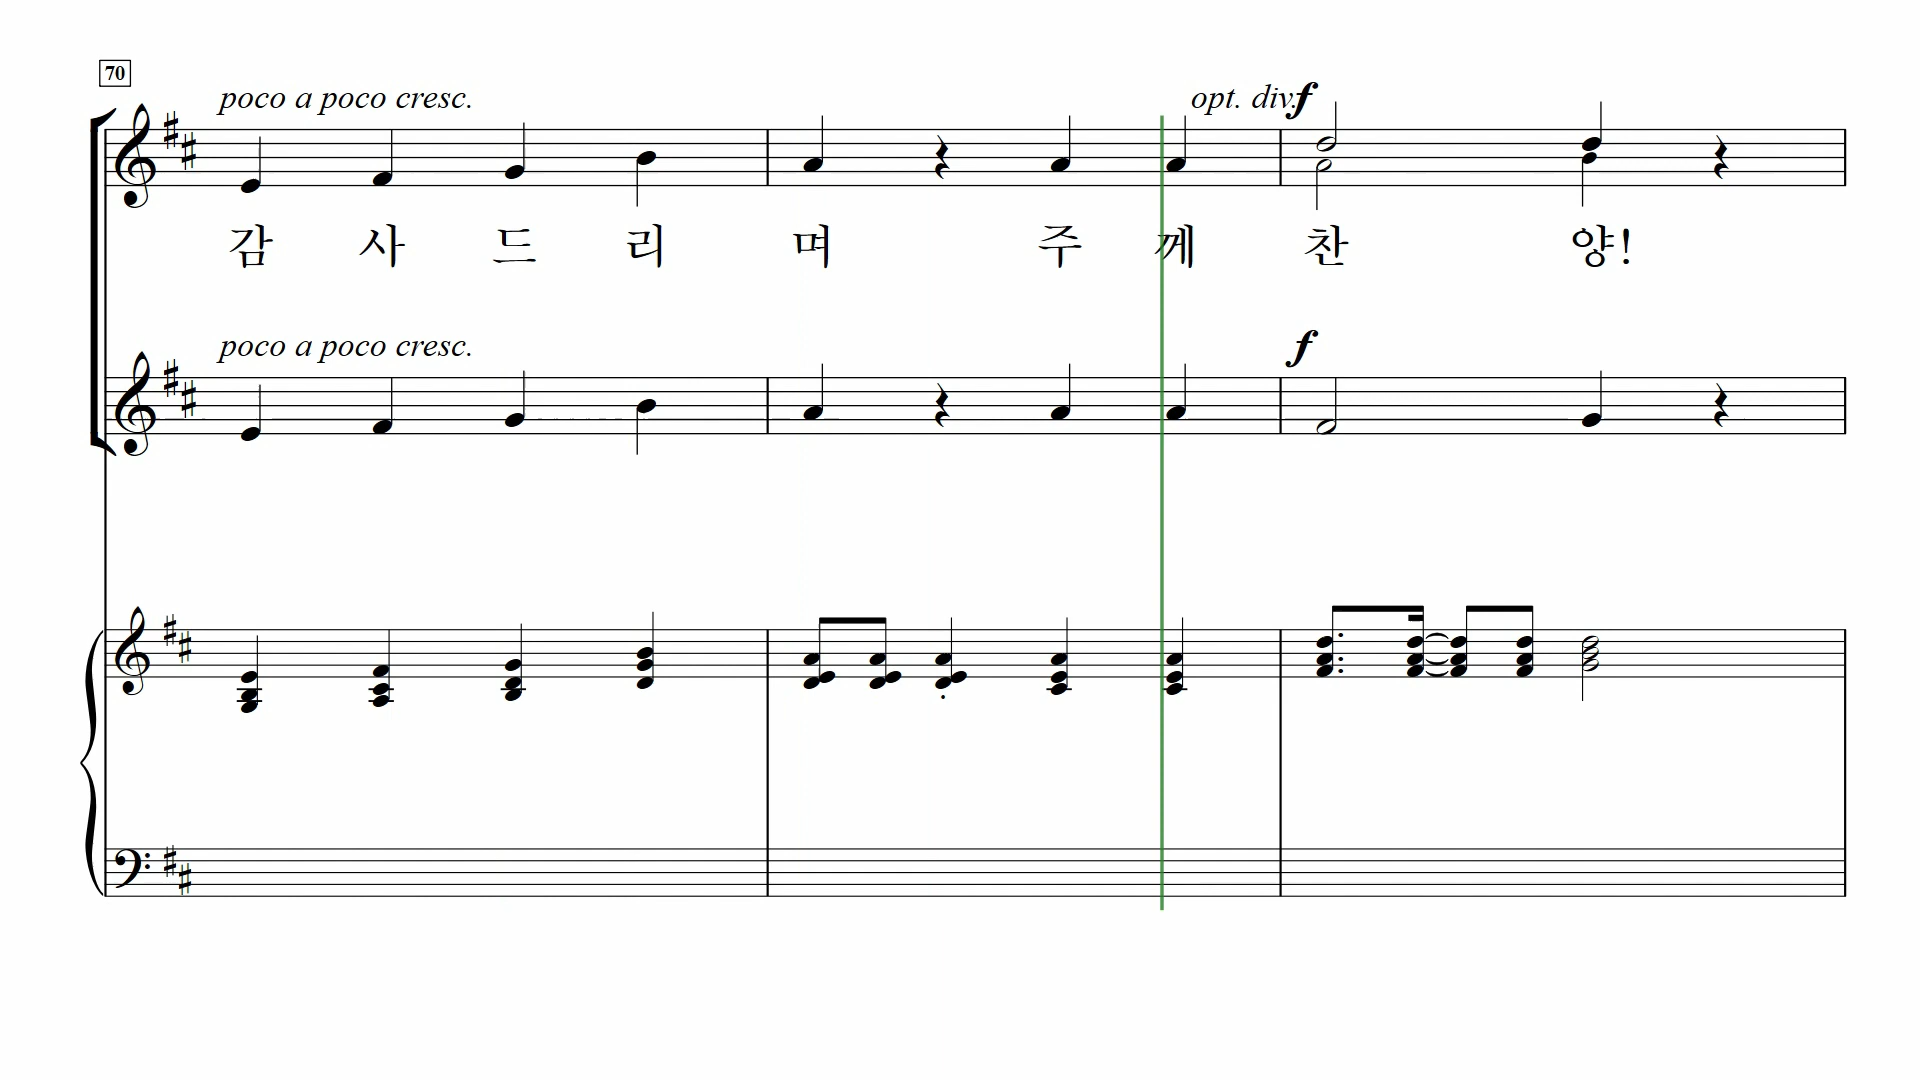 70
poco a poco cresc.
opt. div.
f
감 사 드 리 며 주 께 찬 양!
poco a poco cresc.
f